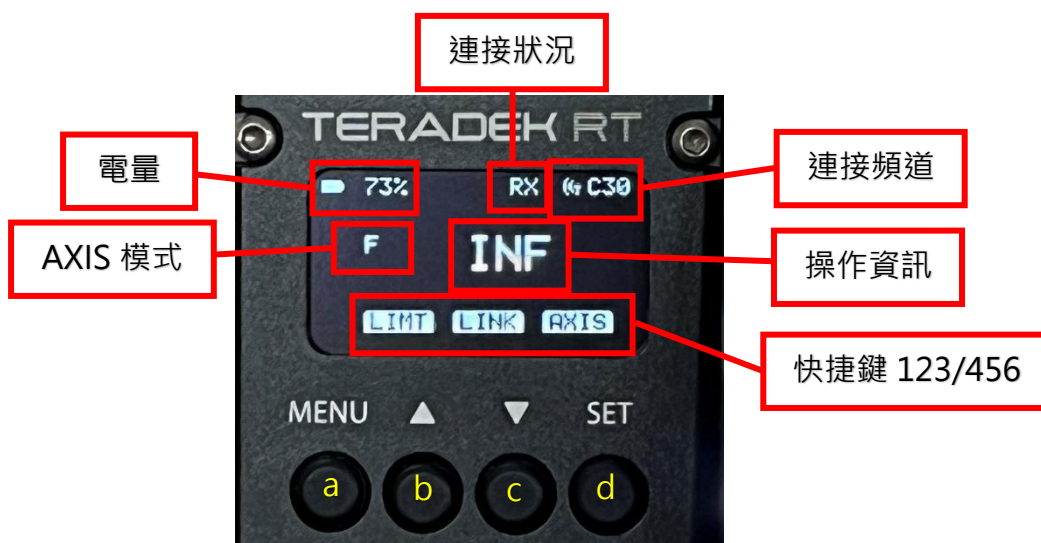 連接狀況
TERADEK RT
電量
73%
RX
C30
連接頻道
AXIS 模式
F
INF
操作資訊
LIMT LINK AXIS
快捷鍵 123/456
MENU ▲ ▼ SET
a b c d